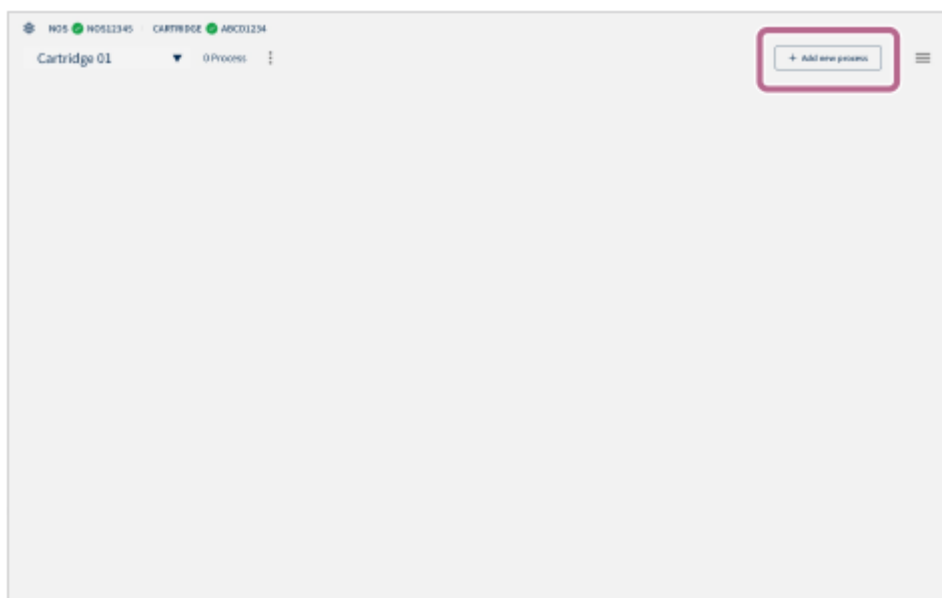 NOS NOS12345 CARTRIDGE ABCD1234
Cartridge 01 0 Process + Add new process